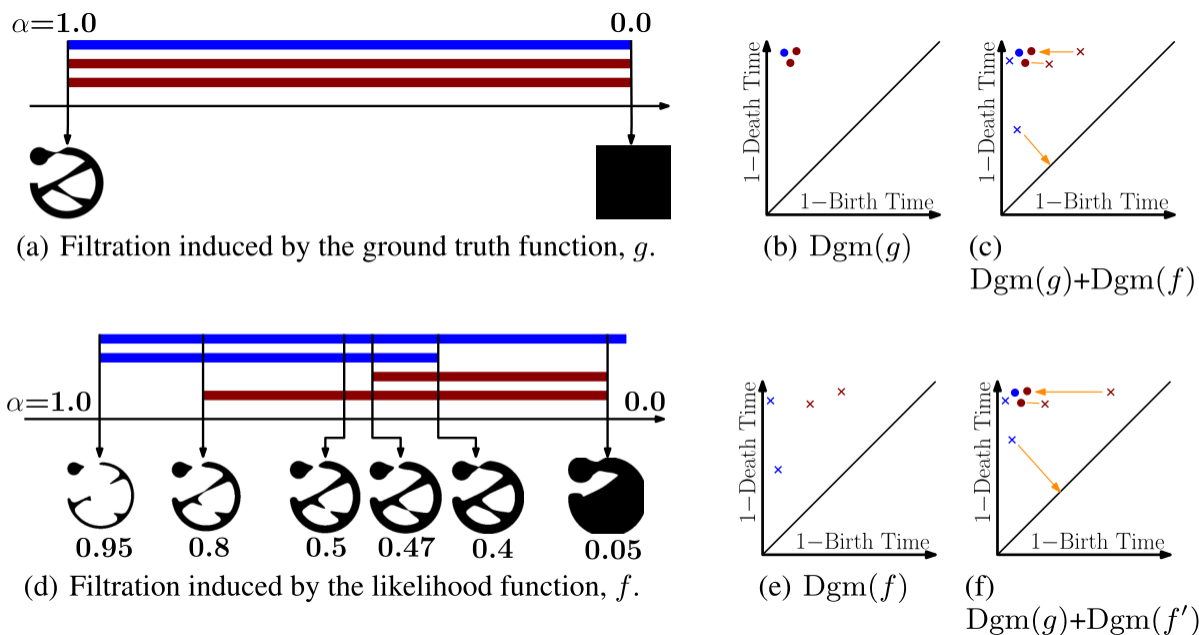 α=1.0
0.0
(a) Filtration induced by the ground truth function, g.
1−Death Time
1−Birth Time
(b) Dgm(g)
1−Death Time
1−Birth Time
(c)
Dgm(g)+Dgm(f)
α=1.0
0.0
0.95
0.8
0.5
0.47
0.4
0.05
(d) Filtration induced by the likelihood function, f.
1−Death Time
1−Birth Time
(e) Dgm(f)
1−Death Time
1−Birth Time
(f)
Dgm(g)+Dgm(f′)